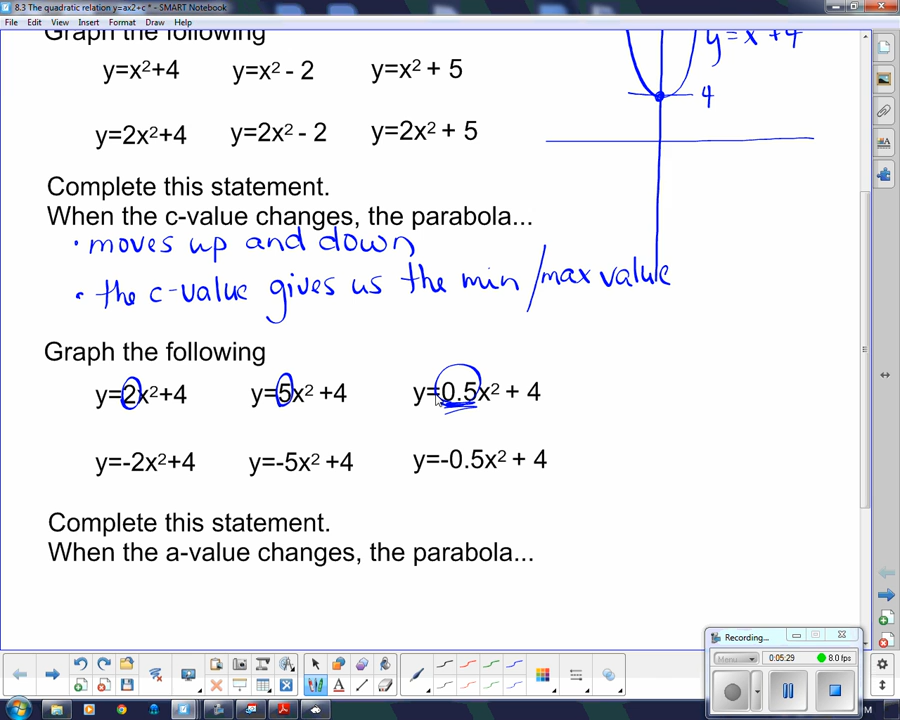 8.3 The quadratic relation y=ax2+c * - SMART Notebook
File Edit View Insert Format Draw Help
Graph the following
y=x²+4 y=x² - 2 y=x² + 5
y=x +4
4
y=2x²+4 y=2x² - 2 y=2x² + 5
Complete this statement.
When the c-value changes, the parabola...
• moves up and down
• the c-value gives us the min/max value
Graph the following
y=2x²+4 y=5x² +4 y=0.5x² + 4
y=-2x²+4 y=-5x² +4 y=-0.5x² + 4
Complete this statement.
When the a-value changes, the parabola...
Recording...
Menu 0:05:29 8.0 fps